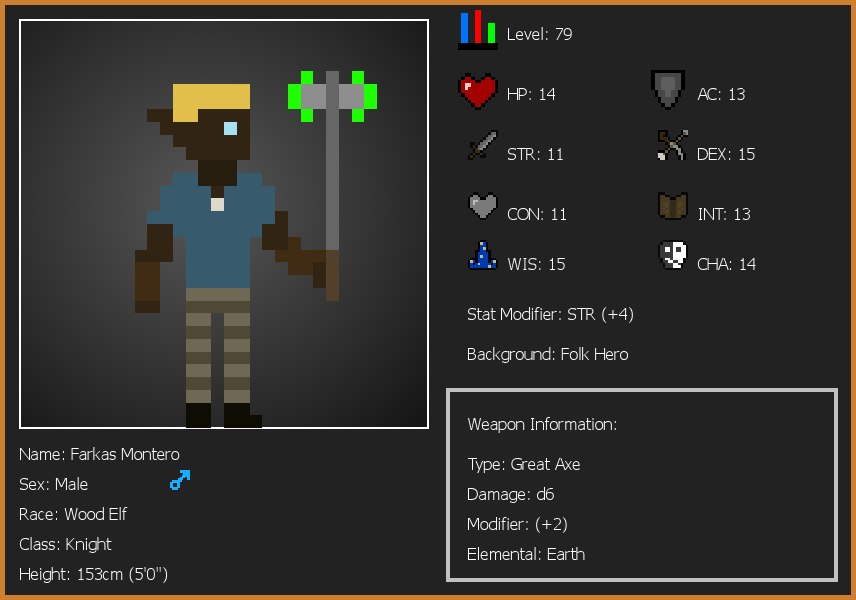 Level: 79
HP: 14
AC: 13
STR: 11
DEX: 15
CON: 11
INT: 13
WIS: 15
CHA: 14
Stat Modifier: STR (+4)
Background: Folk Hero
Weapon Information:
Type: Great Axe
Damage: d6
Modifier: (+2)
Elemental: Earth
Name: Farkas Montero
Sex: Male
Race: Wood Elf
Class: Knight
Height: 153cm (5'0")